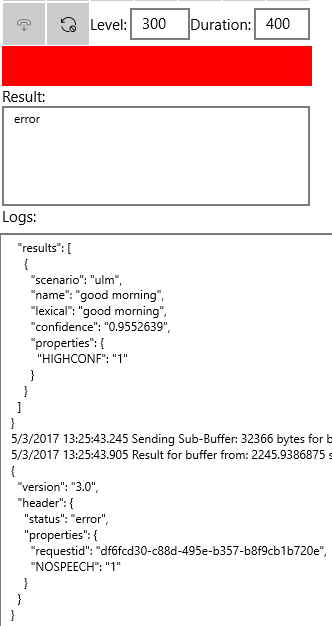 Level: 300 Duration: 400
Result:
error
Logs:
"results": [
{
"scenario": "ulm",
"name": "good morning",
"lexical": "good morning",
"confidence": "0.9552639",
"properties": {
"HIGHCONF": "1"
}
}
]
}
5/3/2017 13:25:43.245 Sending Sub-Buffer: 32366 bytes for b
5/3/2017 13:25:43.905 Result for buffer from: 2245.9386875 s
{
"version": "3.0",
"header": {
"status": "error",
"properties": {
"requestid": "df6fcd30-c88d-495e-b357-b8f9cb1b720e",
"NOSPEECH": "1"
}
}
}